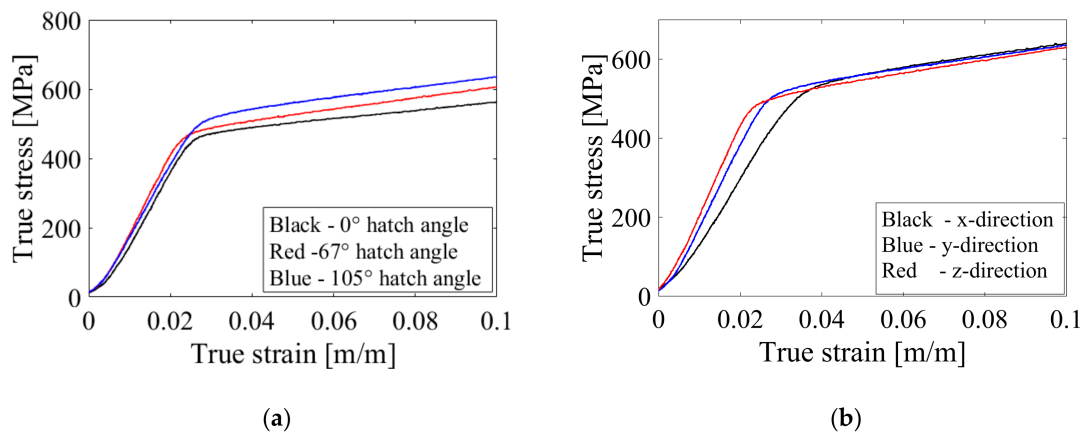 800
600
400
200
0
True stress [MPa]
Black - 0° hatch angle
Red -67° hatch angle
Blue - 105° hatch angle
0 0.02 0.04 0.06 0.08 0.1
True strain [m/m]
(a)
600
400
200
0
True stress [MPa]
Black - x-direction
Blue - y-direction
Red - z-direction
0 0.02 0.04 0.06 0.08 0.1
True strain [m/m]
(b)